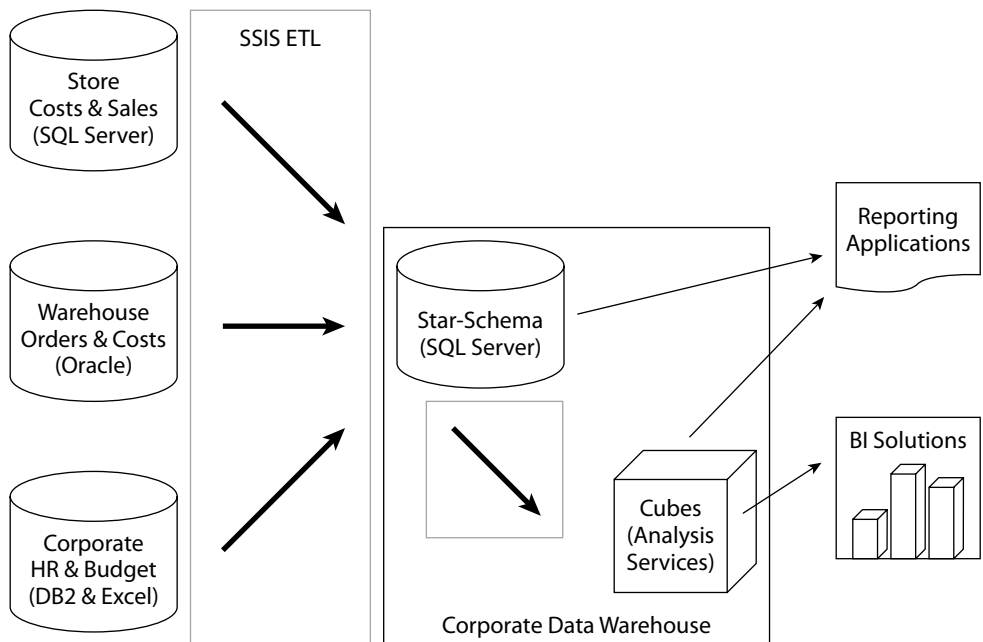 Store
Costs & Sales
(SQL Server)
SSIS ETL
Warehouse
Orders & Costs
(Oracle)
Corporate
HR & Budget
(DB2 & Excel)
Star-Schema
(SQL Server)
Cubes
(Analysis
Services)
Corporate Data Warehouse
Reporting
Applications
BI Solutions